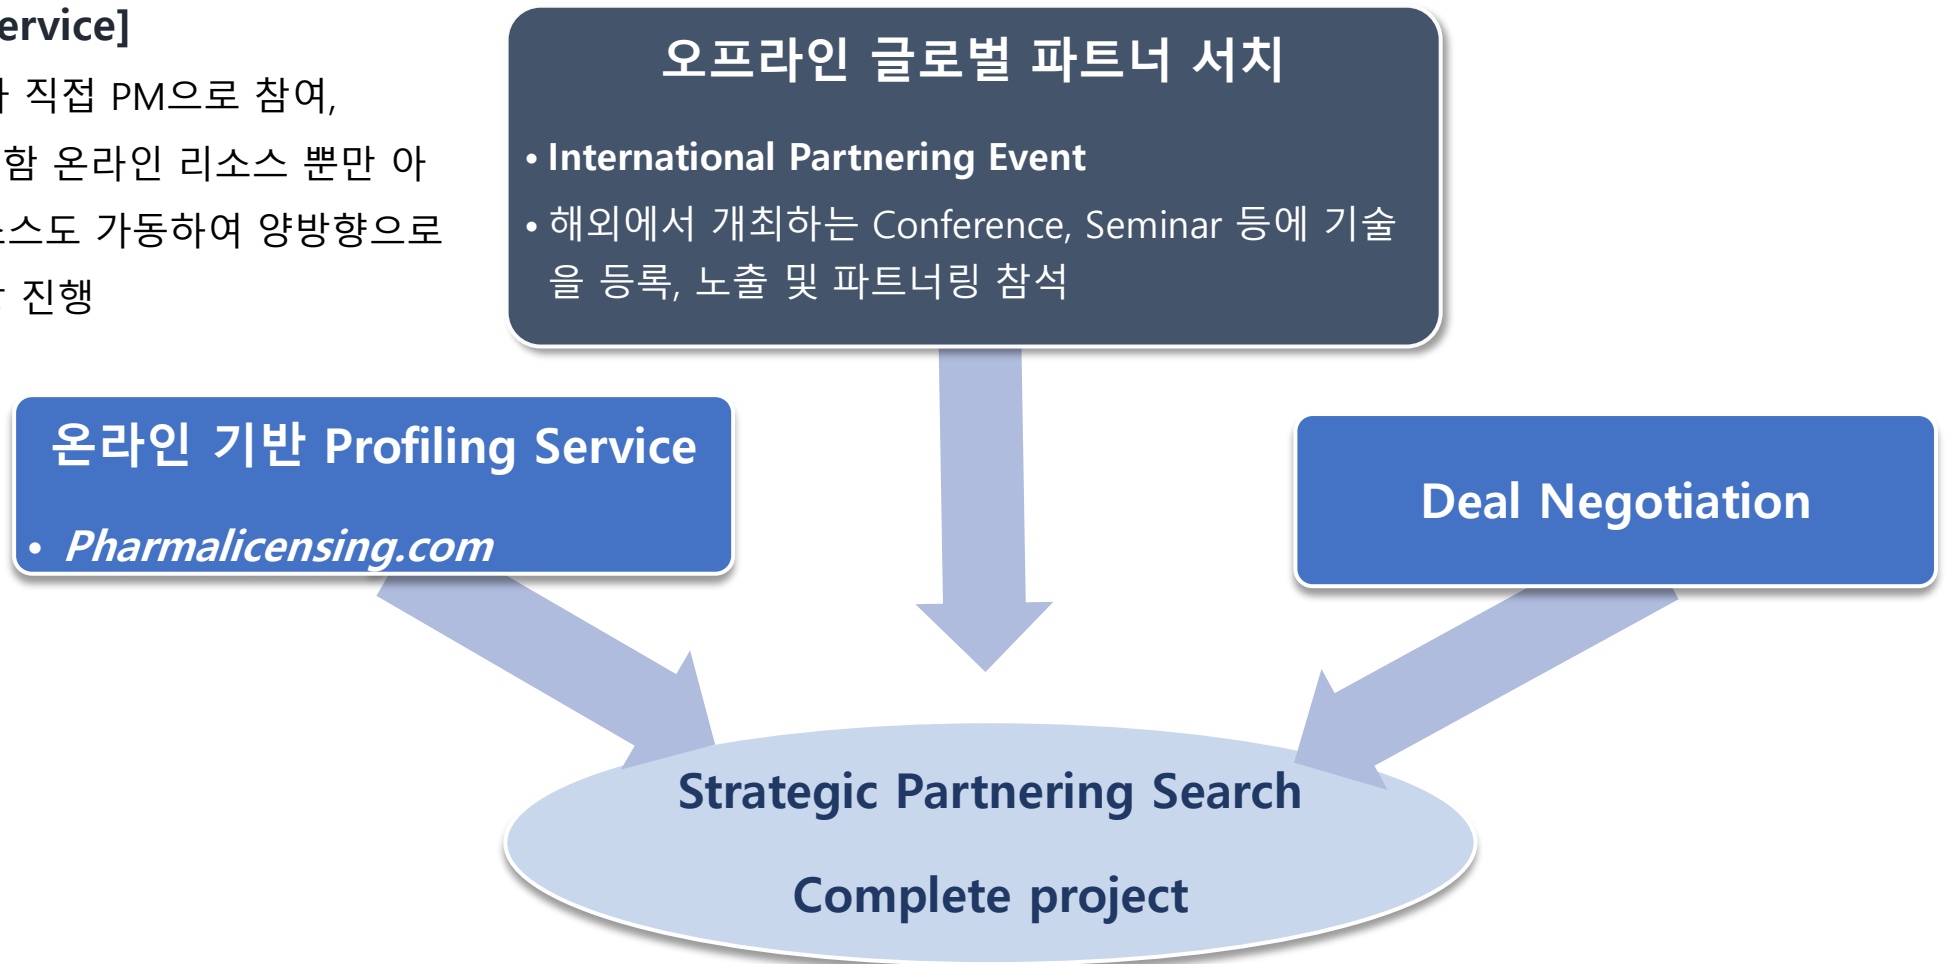 ervice]
직접 PM으로 참여,
함 온라인 리소스 뿐만 아
스도 가동하여 양방향으로
진행
오프라인 글로벌 파트너 서치
• International Partnering Event
• 해외에서 개최하는 Conference, Seminar 등에 기술
을 등록, 노출 및 파트너링 참석
온라인 기반 Profiling Service
• Pharmalicensing.com
Deal Negotiation
Strategic Partnering Search
Complete project